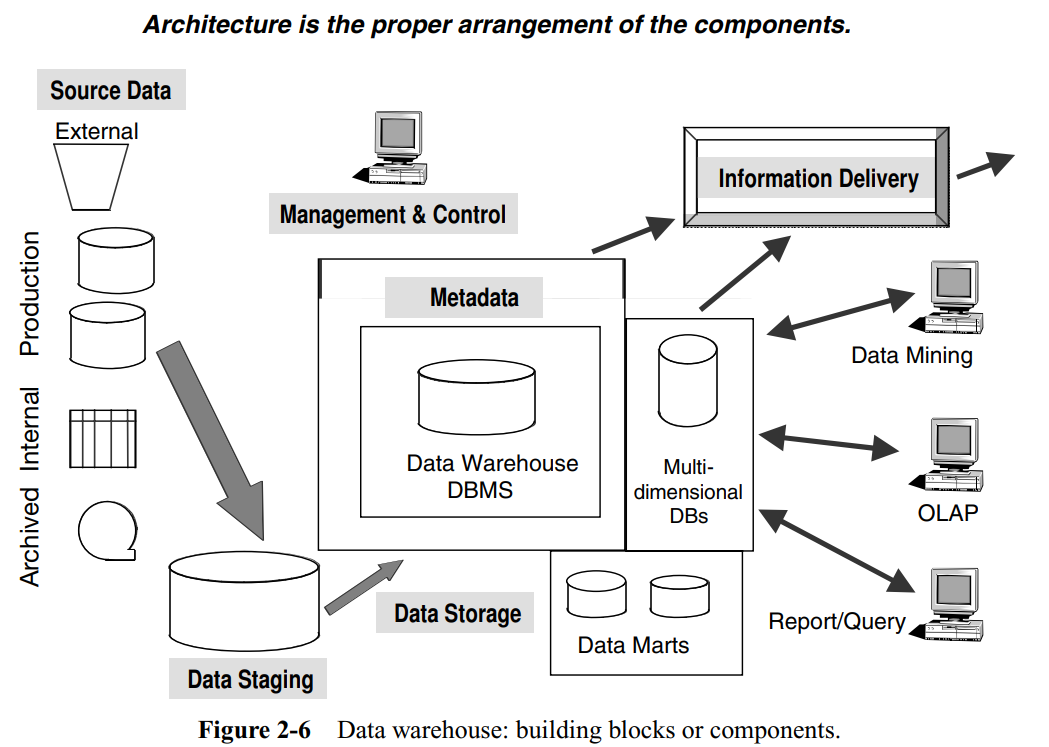 Architecture is the proper arrangement of the components.
Source Data
External
Production
Internal
Archived
Management & Control
Information Delivery
Metadata
Data Warehouse
DBMS
Multi-
dimensional
DBs
Data Mining
OLAP
Report/Query
Data Storage
Data Marts
Data Staging
Figure 2-6 Data warehouse: building blocks or components.